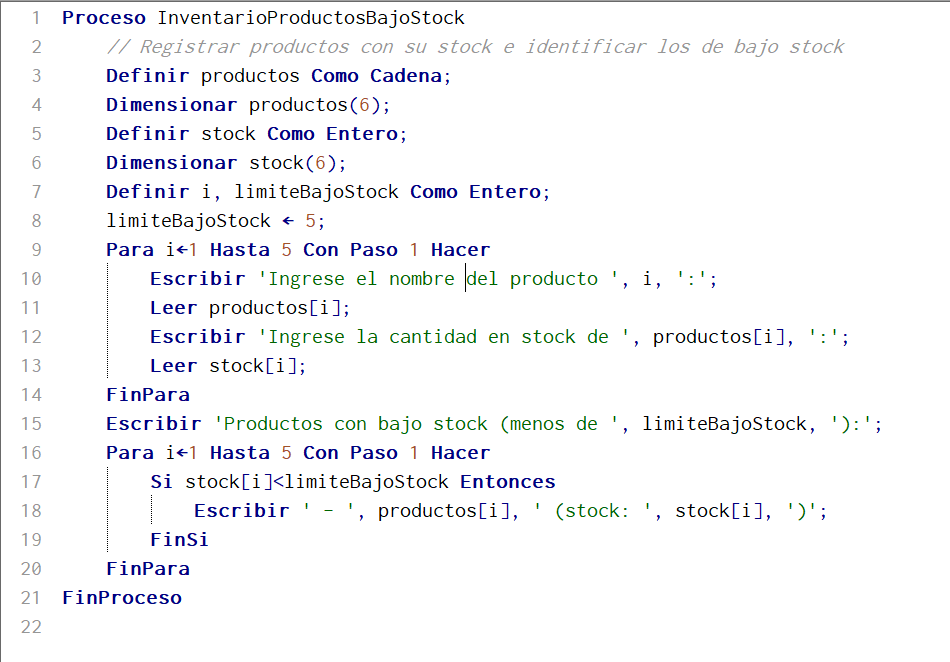 1 Proceso InventarioProductosBajoStock
2 // Registrar productos con su stock e identificar los de bajo stock
3 Definir productos Como Cadena;
4 Dimensionar productos(6);
5 Definir stock Como Entero;
6 Dimensionar stock(6);
7 Definir i, limiteBajoStock Como Entero;
8 limiteBajoStock ← 5;
9 Para i←1 Hasta 5 Con Paso 1 Hacer
10 Escribir 'Ingrese el nombre del producto ', i, ':';
11 Leer productos[i];
12 Escribir 'Ingrese la cantidad en stock de ', productos[i], ':';
13 Leer stock[i];
14 FinPara
15 Escribir 'Productos con bajo stock (menos de ', limiteBajoStock, '):';
16 Para i←1 Hasta 5 Con Paso 1 Hacer
17 Si stock[i]<limiteBajoStock Entonces
18 Escribir ' - ', productos[i], ' (stock: ', stock[i], ')';
19 FinSi
20 FinPara
21 FinProceso
22